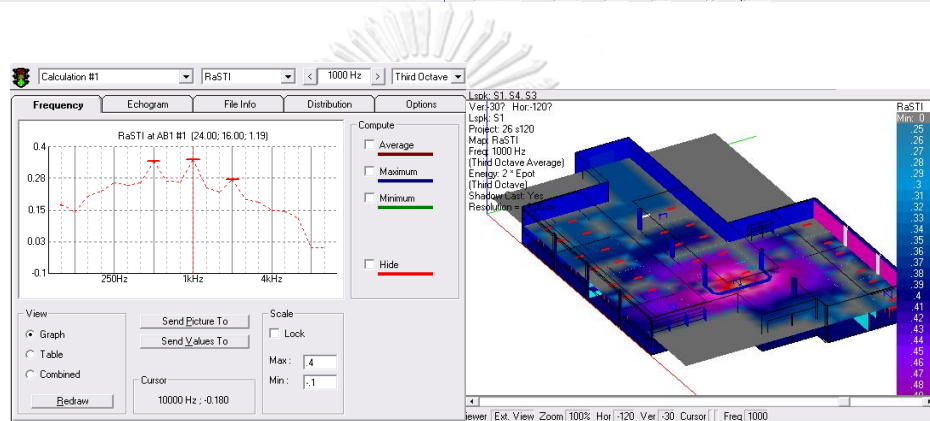 Calculation #1
RaSTI
<
1000 Hz
>
Third Octave
Frequency
Echogram
File Info
Distribution
Options
RaSTI at AB1 #1 (24.00; 16.00; 1.19)
0.4
0.28
0.15
0.03
-0.1
250Hz
1kHz
4kHz
Compute
Average
Maximum
Minimum
Hide
View
Graph
Table
Combined
Redraw
Send Picture To
Send Values To
Cursor
10000 Hz ; -0.180
Scale
Lock
Max : .4
Min : -.1
Lspk: S1, S4, S3
Ver:-30? Hor:-120?
Lspk: S1
Project: 26 s120
Map: RaSTI
Freq: 1000 Hz
(Third Octave Average)
Energy: 2 * Epot
(Third Octave)
Shadow Cast: Yes
Resolution =
RaSTI
Min: 0
.25
.26
.27
.28
.29
.3
.31
.32
.33
.34
.35
.36
.37
.38
.39
.4
.41
.42
.43
.44
.45
.46
.47
.48
iewer Ext. View Zoom 100% Hor -120 Ver -30 Cursor Freq 1000